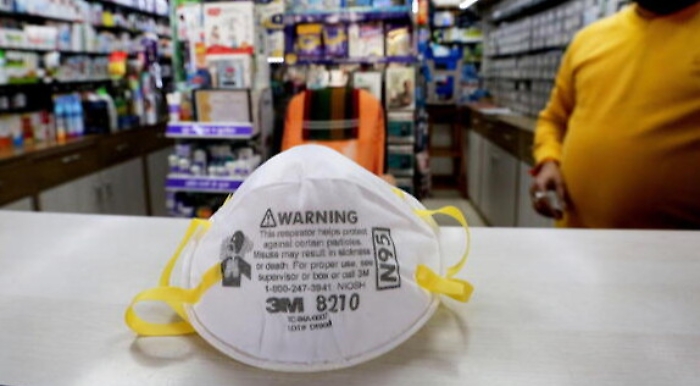 WARNING
This respirator helps protect
against certain particles.
Misuse may result in sickness
or death. For proper use, see
supervisor or box or call 3M
1-800-247-3941. NIOSH
N95
3M 8210